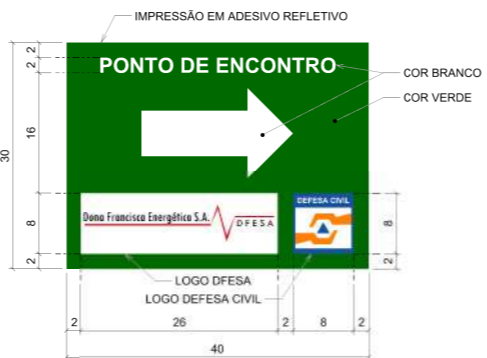 IMPRESSÃO EM ADESIVO REFLETIVO
PONTO DE ENCONTRO
COR BRANCO
COR VERDE
2
2
16
30
8
2
Dona Francisca Energética S.A.
DFESA
DEFESA CIVIL
8
2
LOGO DFESA
LOGO DEFESA CIVIL
2
26
2
8
2
40